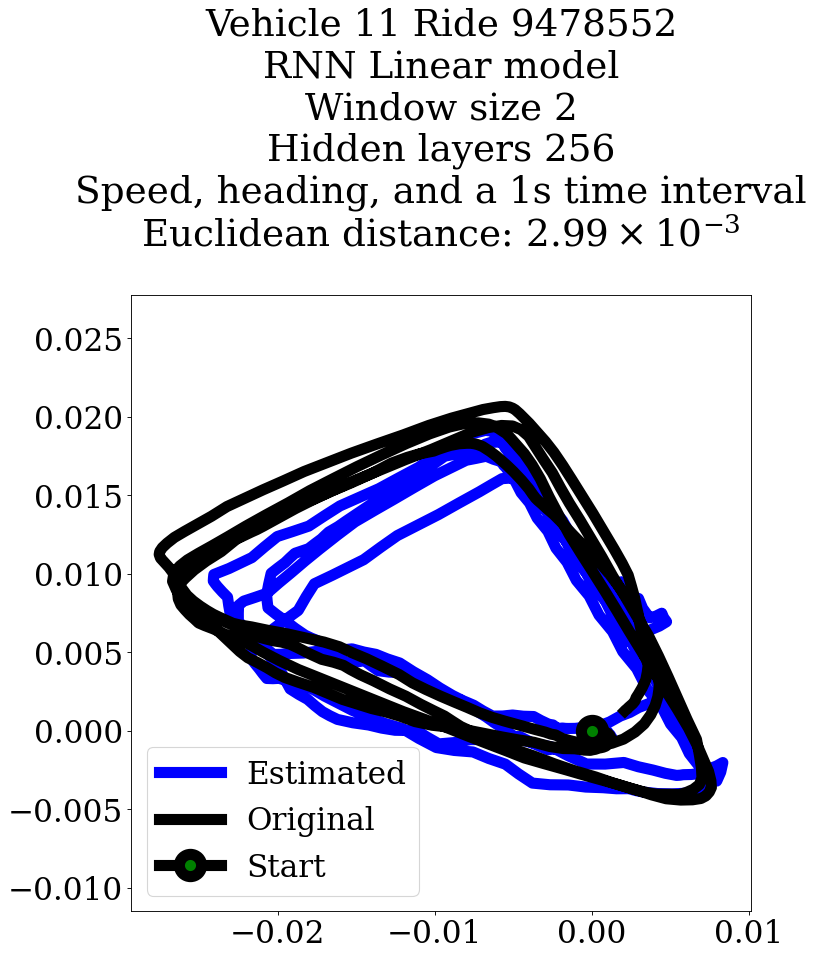 Vehicle 11 Ride 9478552
RNN Linear model
Window size 2
Hidden layers 256
Speed, heading, and a 1s time interval
Euclidean distance: 2.99 × 10⁻³
0.025
0.020
0.015
0.010
0.005
0.000
−0.005
−0.010
Estimated
Original
Start
−0.02
−0.01
0.00
0.01